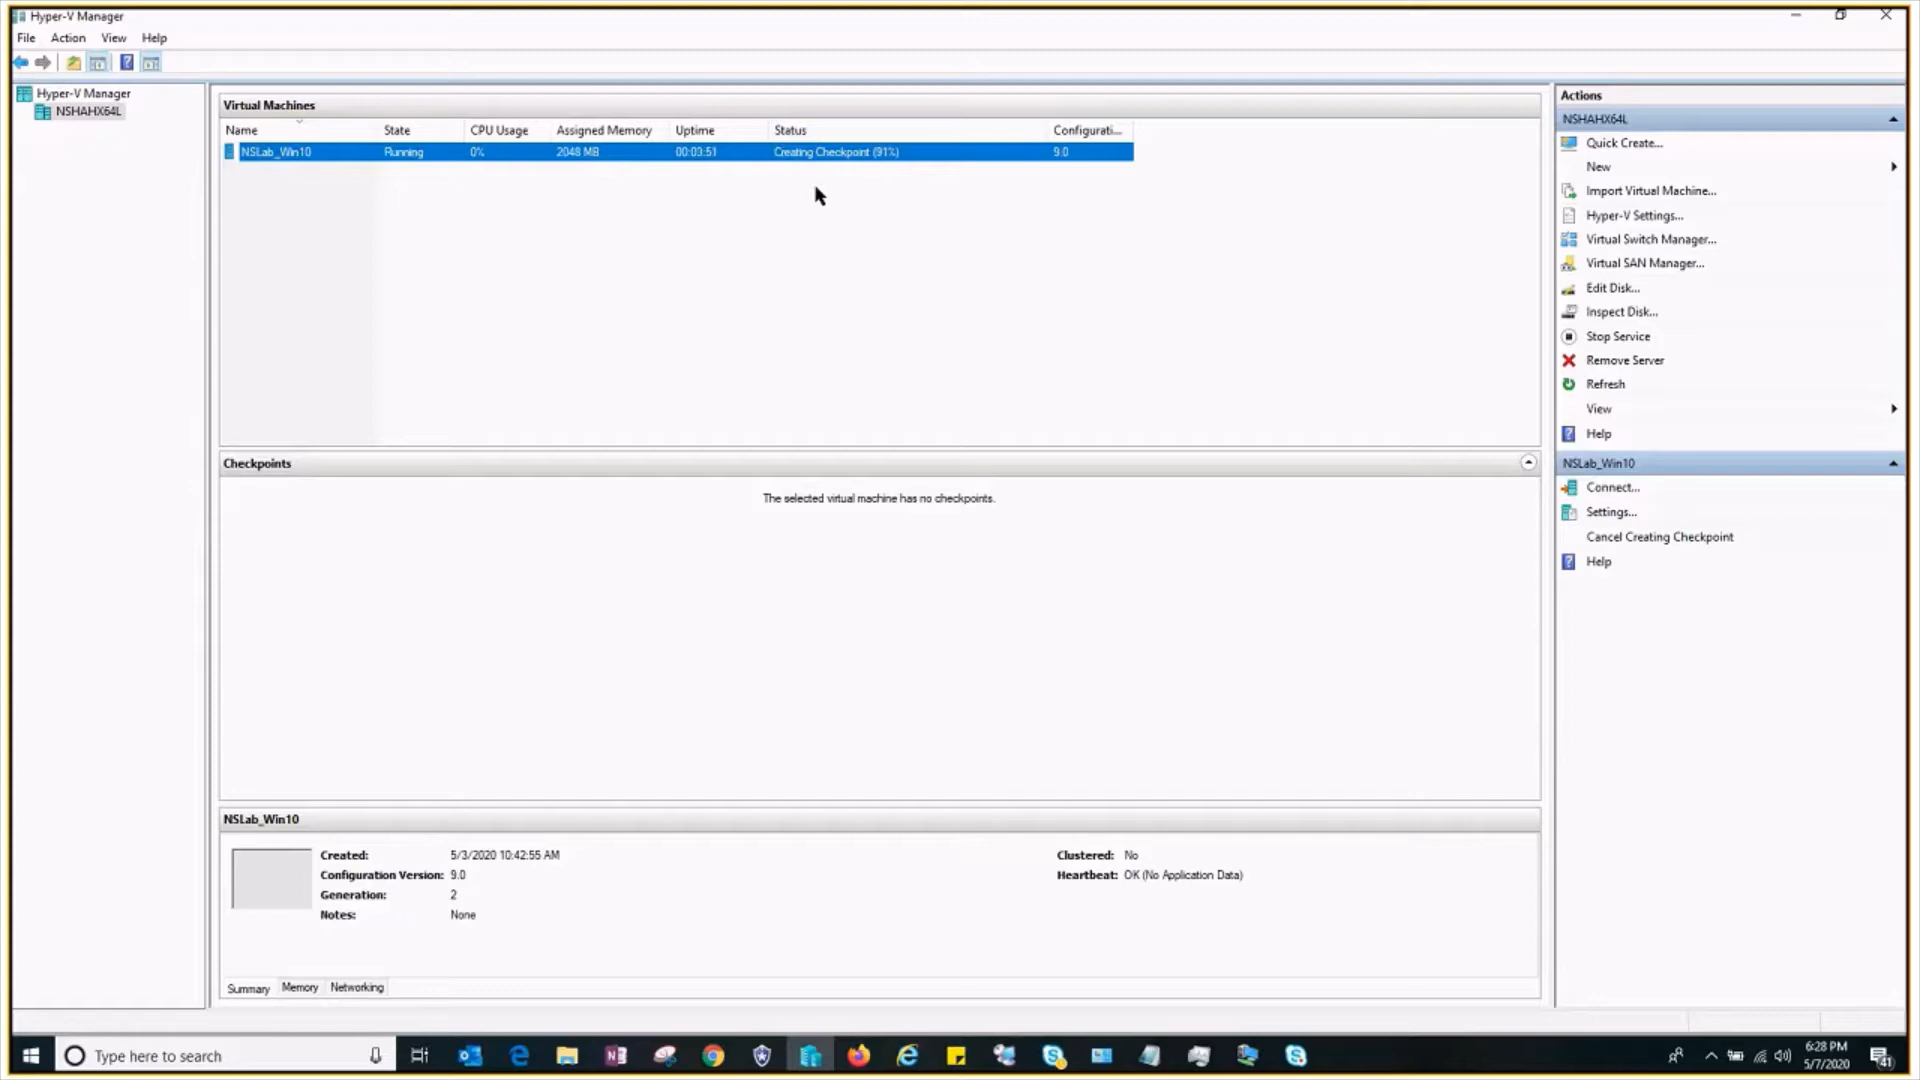 Hyper-V Manager
File Action View Help
Hyper-V Manager
NSHAHX64L
Virtual Machines
Name State CPU Usage Assigned Memory Uptime Status Configurati...
NSLab_Win10 Running 0% 2048 MB 00:03:51 Creating Checkpoint (91%) 9.0
Checkpoints
The selected virtual machine has no checkpoints.
NSLab_Win10
Created: 5/3/2020 10:42:55 AM Clustered: No
Configuration Version: 9.0 Heartbeat: OK (No Application Data)
Generation: 2
Notes: None
Summary Memory Networking
Actions
NSHAHX64L
Quick Create...
New
Import Virtual Machine...
Hyper-V Settings...
Virtual Switch Manager...
Virtual SAN Manager...
Edit Disk...
Inspect Disk...
Stop Service
Remove Server
Refresh
View
Help
NSLab_Win10
Connect...
Settings...
Cancel Creating Checkpoint
Help
Type here to search
6:28 PM
5/7/2020
41